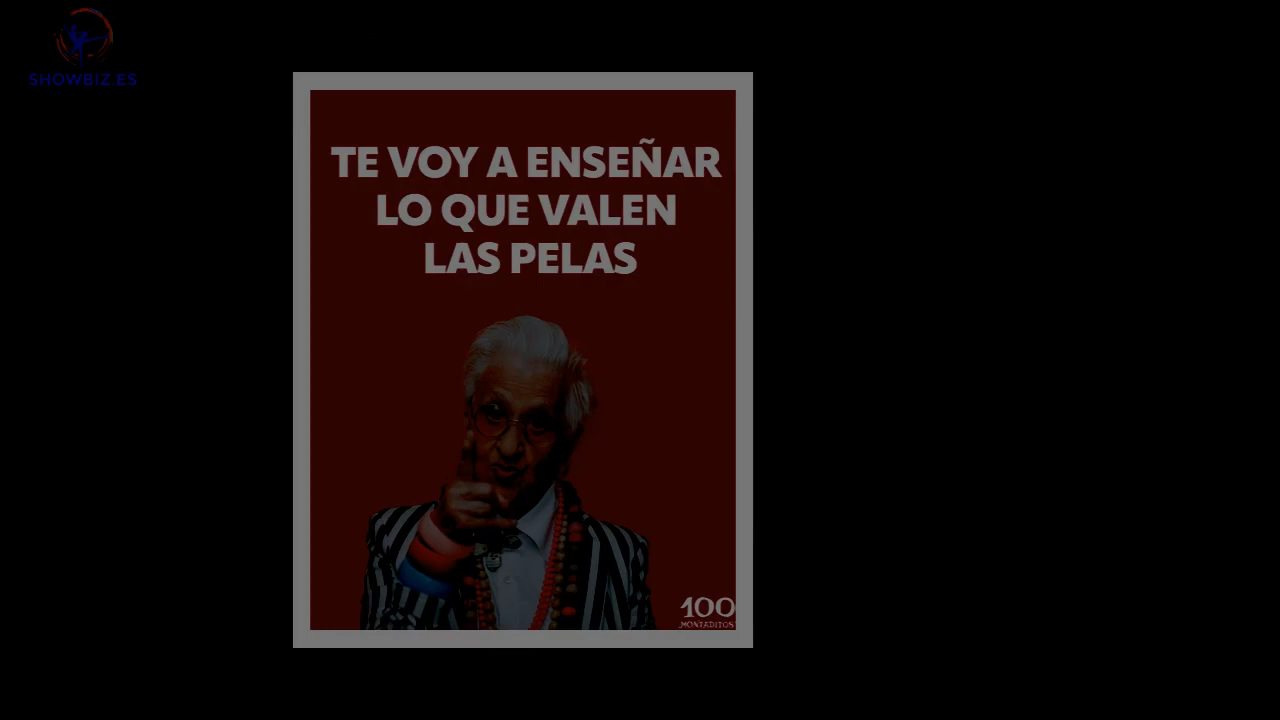 SHOWBIZ.ES
TE VOY A ENSEÑAR
LO QUE VALEN
LAS PELAS
100
MONTADITOS